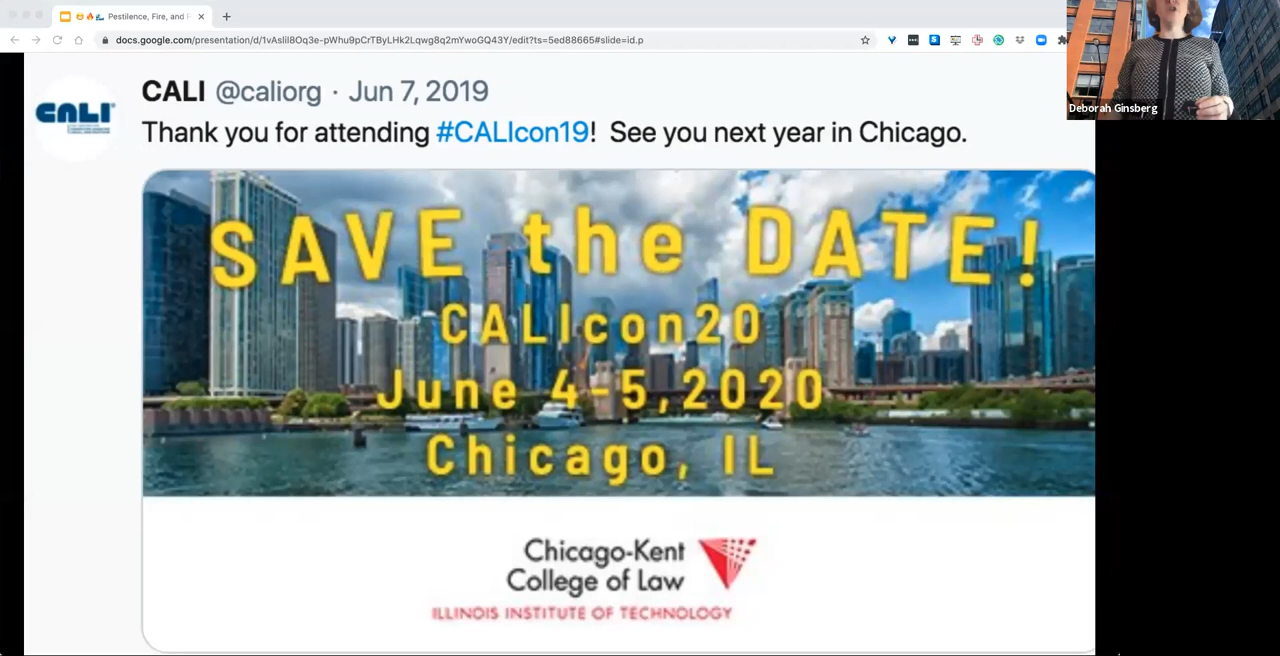 Pestilence, Fire, and F
docs.google.com/presentation/d/1vAsIil8Oq3e-pWhu9pCrTByLHk2Lqwg8q2mYwoGQ43Y/edit?ts=5ed88665#slide=id.p
Deborah Ginsberg
CALI
CALI @caliorg · Jun 7, 2019
Thank you for attending #CALIcon19! See you next year in Chicago.
SAVE the DATE!
CALIcon20
June 4-5,2020
Chicago, IL
Chicago-Kent
College of Law
ILLINOIS INSTITUTE OF TECHNOLOGY